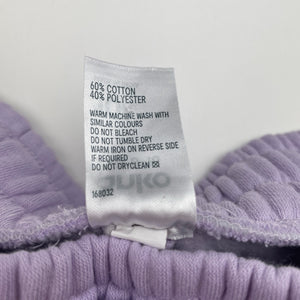 60% COTTON
40% POLYESTER
WARM MACHINE WASH WITH
SIMILAR COLOURS
DO NOT BLEACH
DO NOT TUMBLE DRY
WARM IRON ON REVERSE SIDE
IF REQUIRED
DO NOT DRYCLEAN
168032